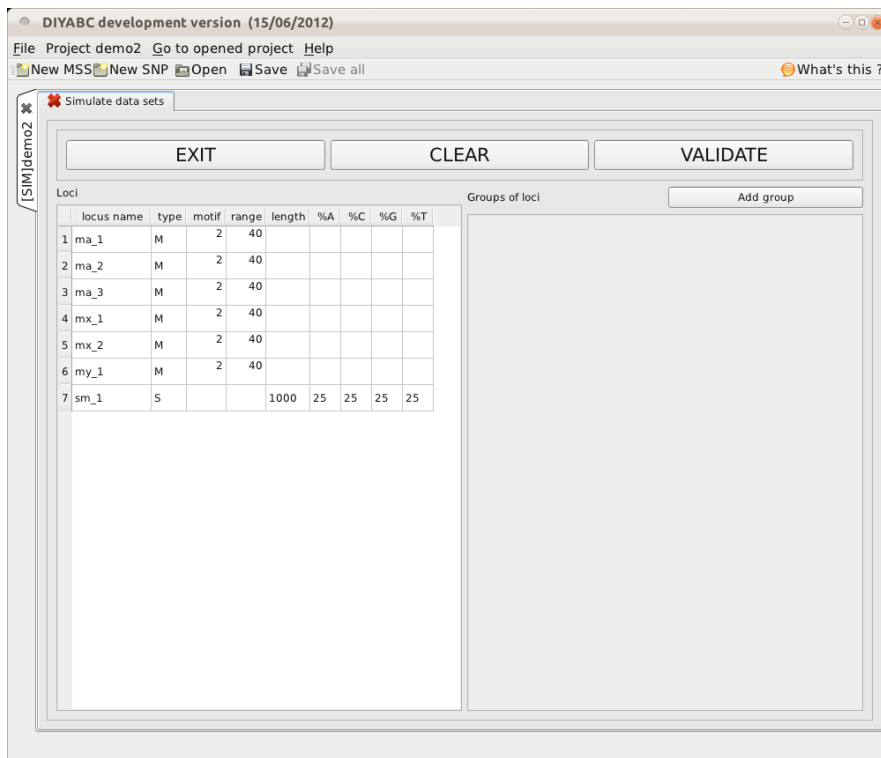 DIYABC development version (15/06/2012)
File Project demo2 Go to opened project Help
New MSS New SNP Open Save Save all What's this ?
[SIM]demo2
Simulate data sets
EXIT CLEAR VALIDATE
Loci
Groups of loci Add group
locus name type motif range length %A %C %G %T
1 ma_1 M 2 40
2 ma_2 M 2 40
3 ma_3 M 2 40
4 mx_1 M 2 40
5 mx_2 M 2 40
6 my_1 M 2 40
7 sm_1 S 1000 25 25 25 25